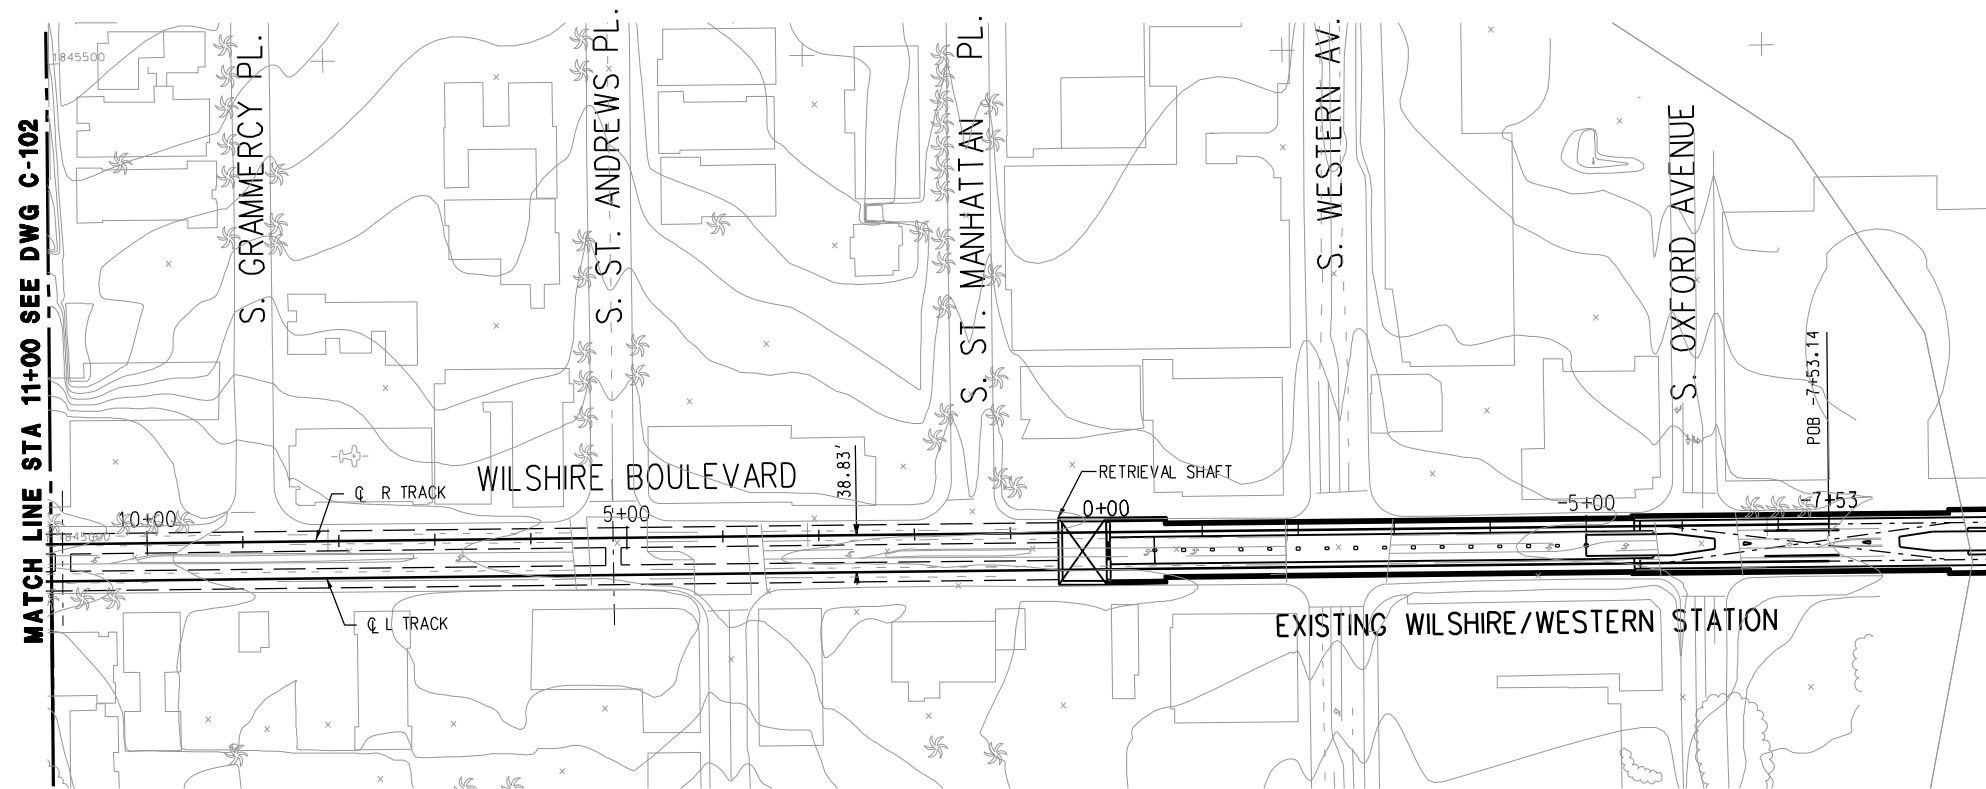 MATCH LINE STA 11+00 SEE DWG C-102
1845500
S. GRAMMERCY PL.
S. ST. ANDREWS PL.
S. ST. MANHATTAN PL.
S. WESTERN AV.
S. OXFORD AVENUE
POB -7+53.14
WILSHIRE BOULEVARD
38.83'
RETRIEVAL SHAFT
℄ R TRACK
10+00
5+00
0+00
-5+00
-7+53
℄ L TRACK
EXISTING WILSHIRE/WESTERN STATION